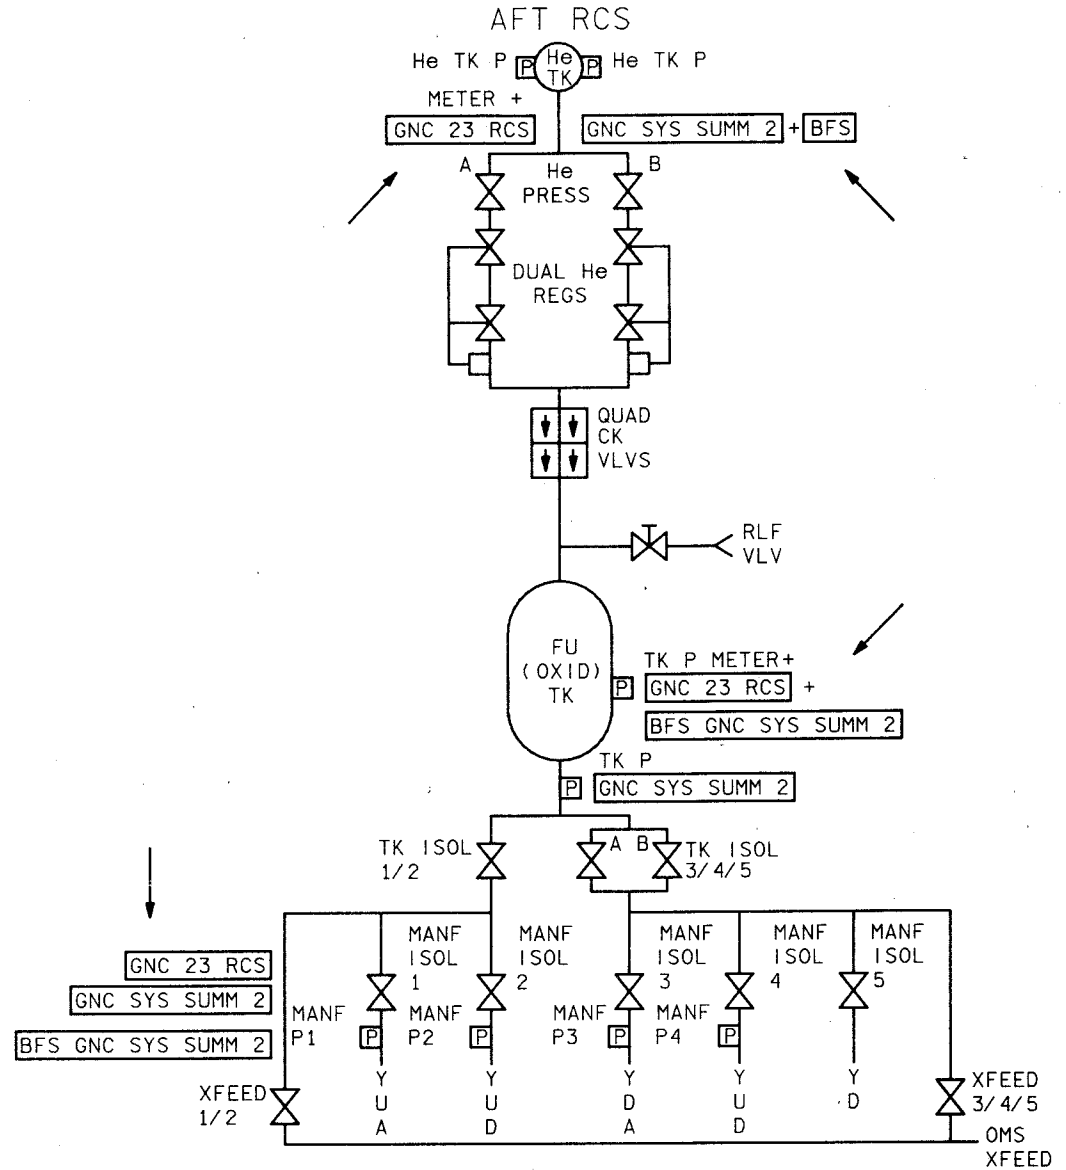 AFT RCS
He TK P P He TK P He TK P
METER +
GNC 23 RCS GNC SYS SUMM 2 + BFS
A He PRESS B
DUAL He
REGS
QUAD
CK
VLVS
RLF
VLV
FU
(OXID)
TK
TK P METER+
P GNC 23 RCS +
BFS GNC SYS SUMM 2
TK P
P GNC SYS SUMM 2
TK ISOL
1/2
A B
TK ISOL
3/4/5
MANF
ISOL
1
MANF
ISOL
2
MANF
ISOL
3
MANF
ISOL
4
MANF
ISOL
5
GNC 23 RCS
GNC SYS SUMM 2
BFS GNC SYS SUMM 2
MANF
P1
P
MANF
P2
P
MANF
P3
P
MANF
P4
P
Y
U
A
Y
U
D
Y
D
A
Y
U
D
Y
D
XFEED
1/2
XFEED
3/4/5
OMS
XFEED